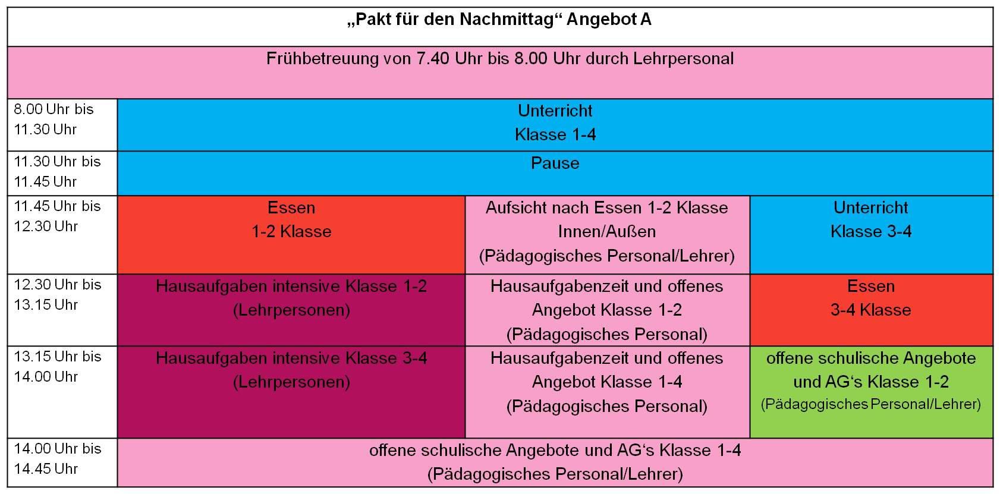 „Pakt für den Nachmittag“ Angebot A
Frühbetreuung von 7.40 Uhr bis 8.00 Uhr durch Lehrpersonal
8.00 Uhr bis
11.30 Uhr
Unterricht
Klasse 1-4
11.30 Uhr bis
11.45 Uhr
Pause
11.45 Uhr bis
12.30 Uhr
Essen
1-2 Klasse
Aufsicht nach Essen 1-2 Klasse
Innen/Außen
(Pädagogisches Personal/Lehrer)
Unterricht
Klasse 3-4
12.30 Uhr bis
13.15 Uhr
Hausaufgaben intensive Klasse 1-2
(Lehrpersonen)
Hausaufgabenzeit und offenes
Angebot Klasse 1-2
(Pädagogisches Personal)
Essen
3-4 Klasse
13.15 Uhr bis
14.00 Uhr
Hausaufgaben intensive Klasse 3-4
(Lehrpersonen)
Hausaufgabenzeit und offenes
Angebot Klasse 1-4
(Pädagogisches Personal)
offene schulische Angebote
und AG‘s Klasse 1-2
(Pädagogisches Personal/Lehrer)
14.00 Uhr bis
14.45 Uhr
offene schulische Angebote und AG‘s Klasse 1-4
(Pädagogisches Personal/Lehrer)